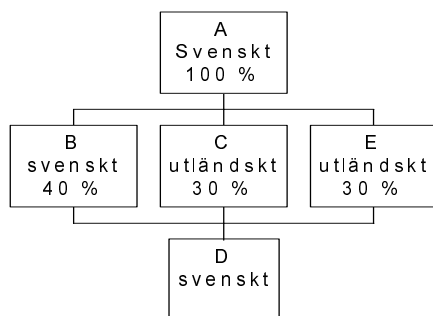 A
Svenskt
100 %
B
svenskt
40 %
C
utländskt
30 %
E
utländskt
30 %
D
svenskt